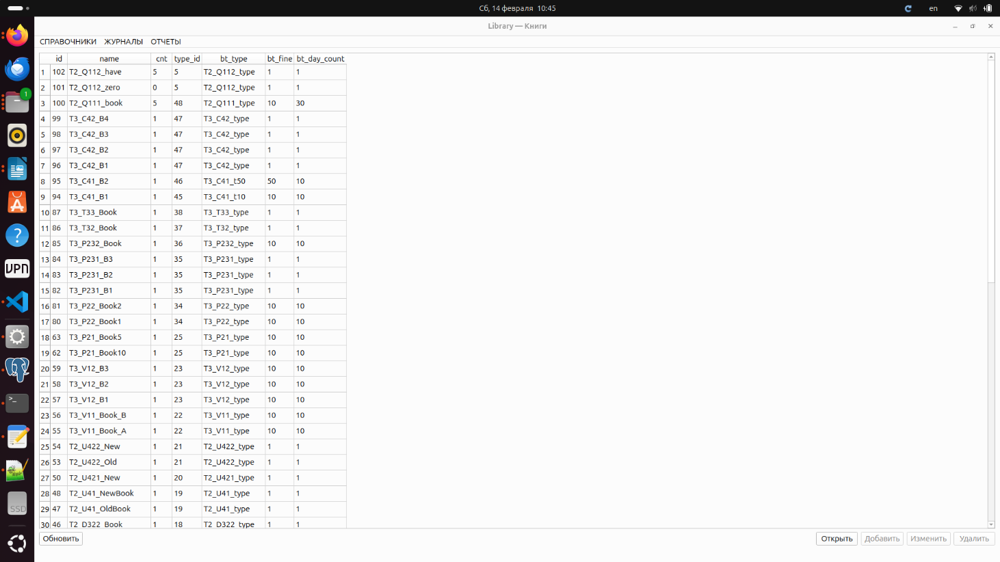 Сб, 14 февраля 10:45
en
Library — Книги
СПРАВОЧНИКИ ЖУРНАЛЫ ОТЧЕТЫ
id name cnt type_id bt_type bt_fine bt_day_count
1 102 T2_Q112_have 5 5 T2_Q112_type 1 1
2 101 T2_Q112_zero 0 5 T2_Q112_type 1 1
3 100 T2_Q111_book 5 48 T2_Q111_type 10 30
4 99 T3_C42_B4 1 47 T3_C42_type 1 1
5 98 T3_C42_B3 1 47 T3_C42_type 1 1
6 97 T3_C42_B2 1 47 T3_C42_type 1 1
7 96 T3_C42_B1 1 47 T3_C42_type 1 1
8 95 T3_C41_B2 1 46 T3_C41_t50 50 10
9 94 T3_C41_B1 1 45 T3_C41_t10 10 10
10 87 T3_T33_Book 1 38 T3_T33_type 1 1
11 86 T3_T32_Book 1 37 T3_T32_type 1 1
12 85 T3_P232_Book 1 36 T3_P232_type 10 10
13 84 T3_P231_B3 1 35 T3_P231_type 1 1
14 83 T3_P231_B2 1 35 T3_P231_type 1 1
15 82 T3_P231_B1 1 35 T3_P231_type 1 1
16 81 T3_P22_Book2 1 34 T3_P22_type 10 10
17 80 T3_P22_Book1 1 34 T3_P22_type 10 10
18 63 T3_P21_Book5 1 25 T3_P21_type 10 10
19 62 T3_P21_Book10 1 25 T3_P21_type 10 10
20 59 T3_V12_B3 1 23 T3_V12_type 10 10
21 58 T3_V12_B2 1 23 T3_V12_type 10 10
22 57 T3_V12_B1 1 23 T3_V12_type 10 10
23 56 T3_V11_Book_B 1 22 T3_V11_type 10 10
24 55 T3_V11_Book_A 1 22 T3_V11_type 10 10
25 54 T2_U422_New 1 21 T2_U422_type 1 1
26 53 T2_U422_Old 1 21 T2_U422_type 1 1
27 50 T2_U421_New 1 20 T2_U421_type 1 1
28 48 T2_U41_NewBook 1 19 T2_U41_type 1 1
29 47 T2_U41_OldBook 1 19 T2_U41_type 1 1
30 46 T2_D322_Book 1 18 T2_D322_type 1 1
Обновить Открыть Добавить Изменить Удалить
1
?
VPN
>_
SSD